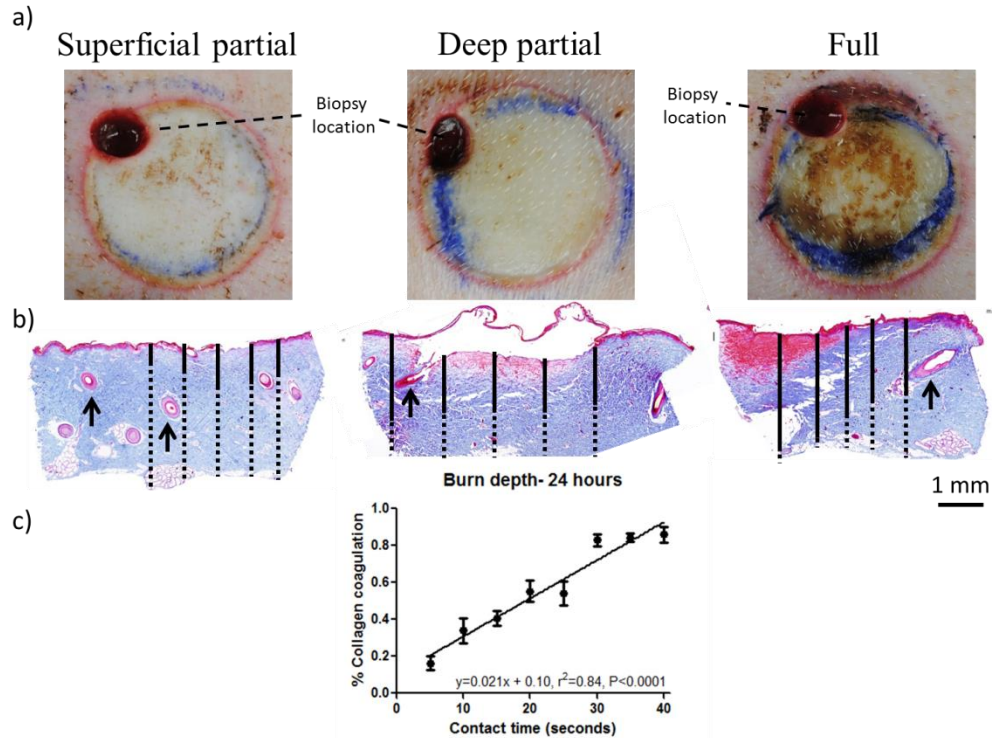 a)
Superficial partial
Deep partial
Full
Biopsy
location
Biopsy
location
b)
1 mm
Burn depth- 24 hours
c)
% Collagen coagulation
1.0
0.8
0.6
0.4
0.2
0.0
y=0.021x + 0.10, r²=0.84, P<0.0001
0 10 20 30 40
Contact time (seconds)